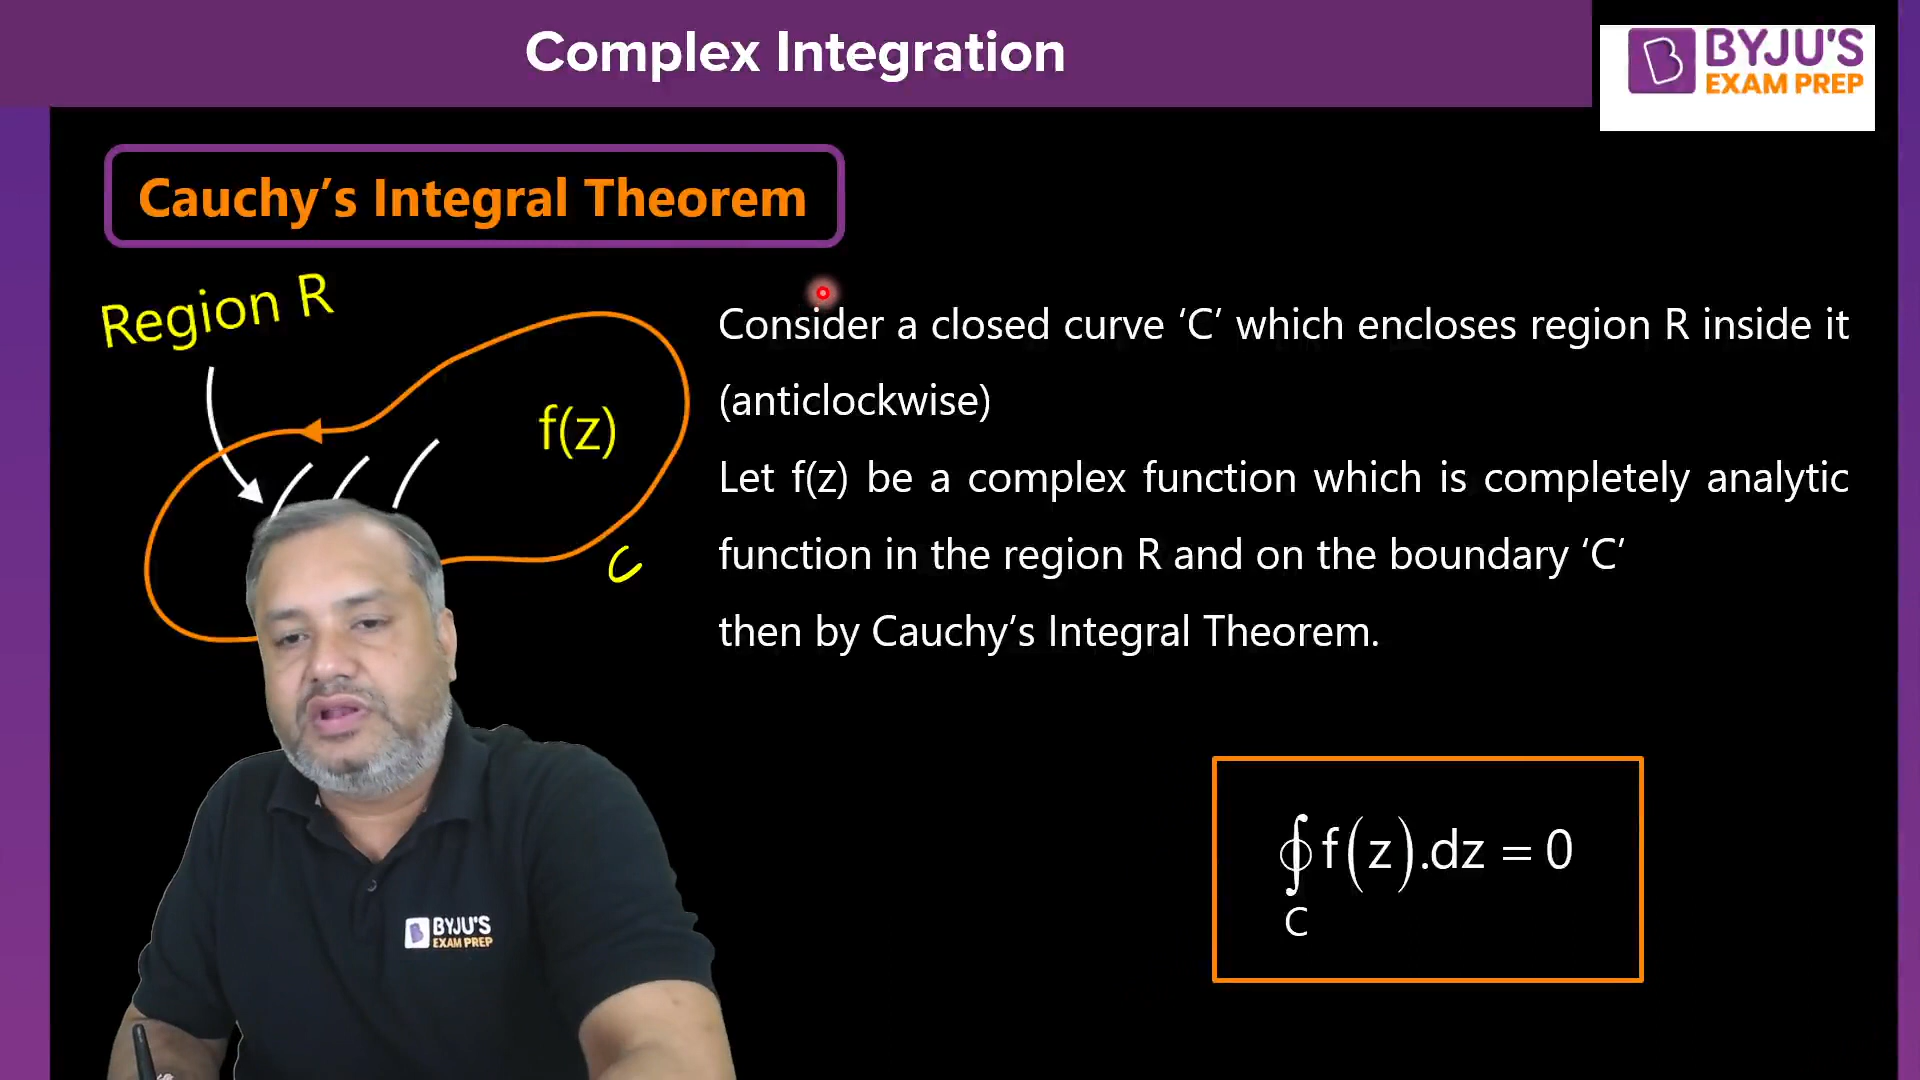 Complex Integration
BYJU'S
EXAM PREP
Cauchy’s Integral Theorem
Region R
f(z)
C
Consider a closed curve ‘C’ which encloses region R inside it
(anticlockwise)
Let f(z) be a complex function which is completely analytic
function in the region R and on the boundary ‘C’
then by Cauchy’s Integral Theorem.
∮f(z).dz = 0
C
BYJU'S
EXAM PREP